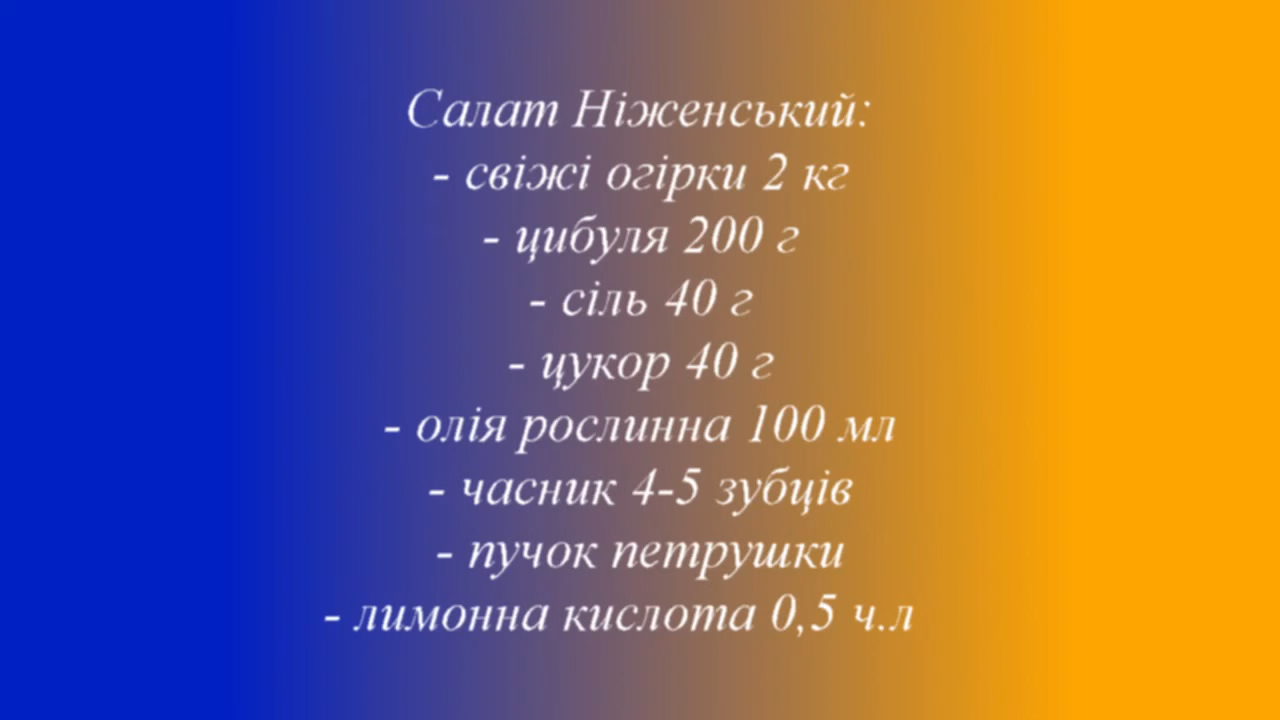 Салат Ніженський:
- свіжі огірки 2 кг
- цибуля 200 г
- сіль 40 г
- цукор 40 г
- олія рослинна 100 мл
- часник 4-5 зубців
- пучок петрушки
- лимонна кислота 0,5 ч.л